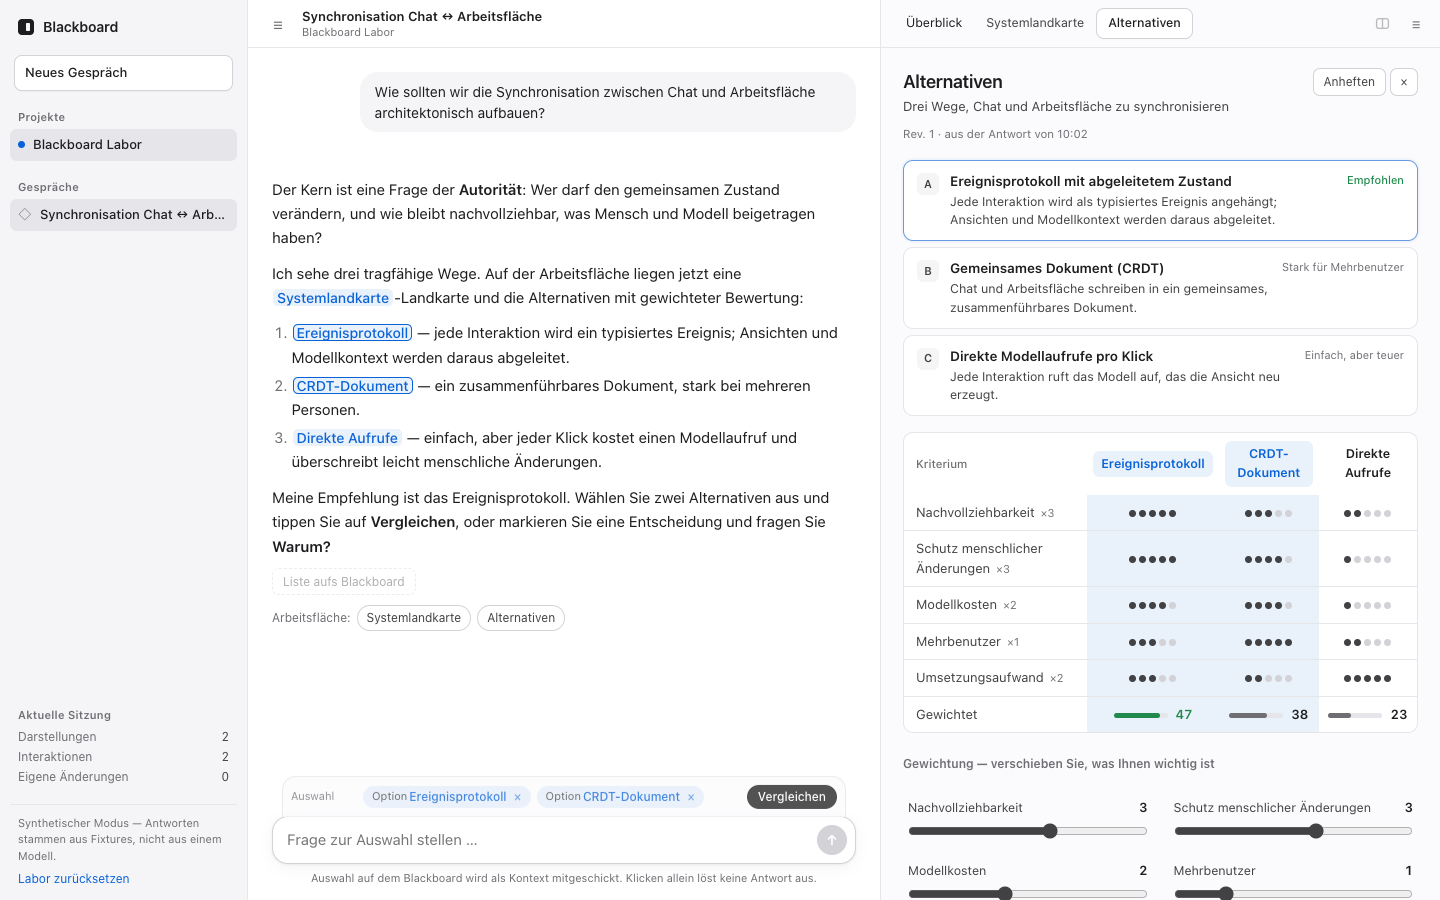 Blackboard
Neues Gespräch
Projekte
Blackboard Labor
Gespräche
Synchronisation Chat ↔ Arb...
Aktuelle Sitzung
Darstellungen 2
Interaktionen 2
Eigene Änderungen 0
Synthetischer Modus — Antworten
stammen aus Fixtures, nicht aus einem
Modell.
Labor zurücksetzen
Synchronisation Chat ↔ Arbeitsfläche
Blackboard Labor
Wie sollten wir die Synchronisation zwischen Chat und Arbeitsfläche
architektonisch aufbauen?
Der Kern ist eine Frage der Autorität: Wer darf den gemeinsamen Zustand
verändern, und wie bleibt nachvollziehbar, was Mensch und Modell beigetragen
haben?
Ich sehe drei tragfähige Wege. Auf der Arbeitsfläche liegen jetzt eine
Systemlandkarte -Landkarte und die Alternativen mit gewichteter Bewertung:
1. Ereignisprotokoll — jede Interaktion wird ein typisiertes Ereignis; Ansichten und
Modellkontext werden daraus abgeleitet.
2. CRDT-Dokument — ein zusammenführbares Dokument, stark bei mehreren
Personen.
3. Direkte Aufrufe — einfach, aber jeder Klick kostet einen Modellaufruf und
überschreibt leicht menschliche Änderungen.
Meine Empfehlung ist das Ereignisprotokoll. Wählen Sie zwei Alternativen aus und
tippen Sie auf Vergleichen, oder markieren Sie eine Entscheidung und fragen Sie
Warum?
Liste aufs Blackboard
Arbeitsfläche: Systemlandkarte Alternativen
Auswahl Option Ereignisprotokoll × Option CRDT-Dokument × Vergleichen
Frage zur Auswahl stellen ...
Auswahl auf dem Blackboard wird als Kontext mitgeschickt. Klicken allein löst keine Antwort aus.
Überblick Systemlandkarte Alternativen
Alternativen Anheften ×
Drei Wege, Chat und Arbeitsfläche zu synchronisieren
Rev. 1 · aus der Antwort von 10:02
A Ereignisprotokoll mit abgeleitetem Zustand Empfohlen
Jede Interaktion wird als typisiertes Ereignis angehängt;
Ansichten und Modellkontext werden daraus abgeleitet.
B Gemeinsames Dokument (CRDT) Stark für Mehrbenutzer
Chat und Arbeitsfläche schreiben in ein gemeinsames,
zusammenführbares Dokument.
C Direkte Modellaufrufe pro Klick Einfach, aber teuer
Jede Interaktion ruft das Modell auf, das die Ansicht neu
erzeugt.
Kriterium Ereignisprotokoll CRDT-Dokument Direkte Aufrufe
Nachvollziehbarkeit ×3
Schutz menschlicher
Änderungen ×3
Modellkosten ×2
Mehrbenutzer ×1
Umsetzungsaufwand ×2
Gewichtet 47 38 23
Gewichtung — verschieben Sie, was Ihnen wichtig ist
Nachvollziehbarkeit 3 Schutz menschlicher Änderungen 3
Modellkosten 2 Mehrbenutzer 1